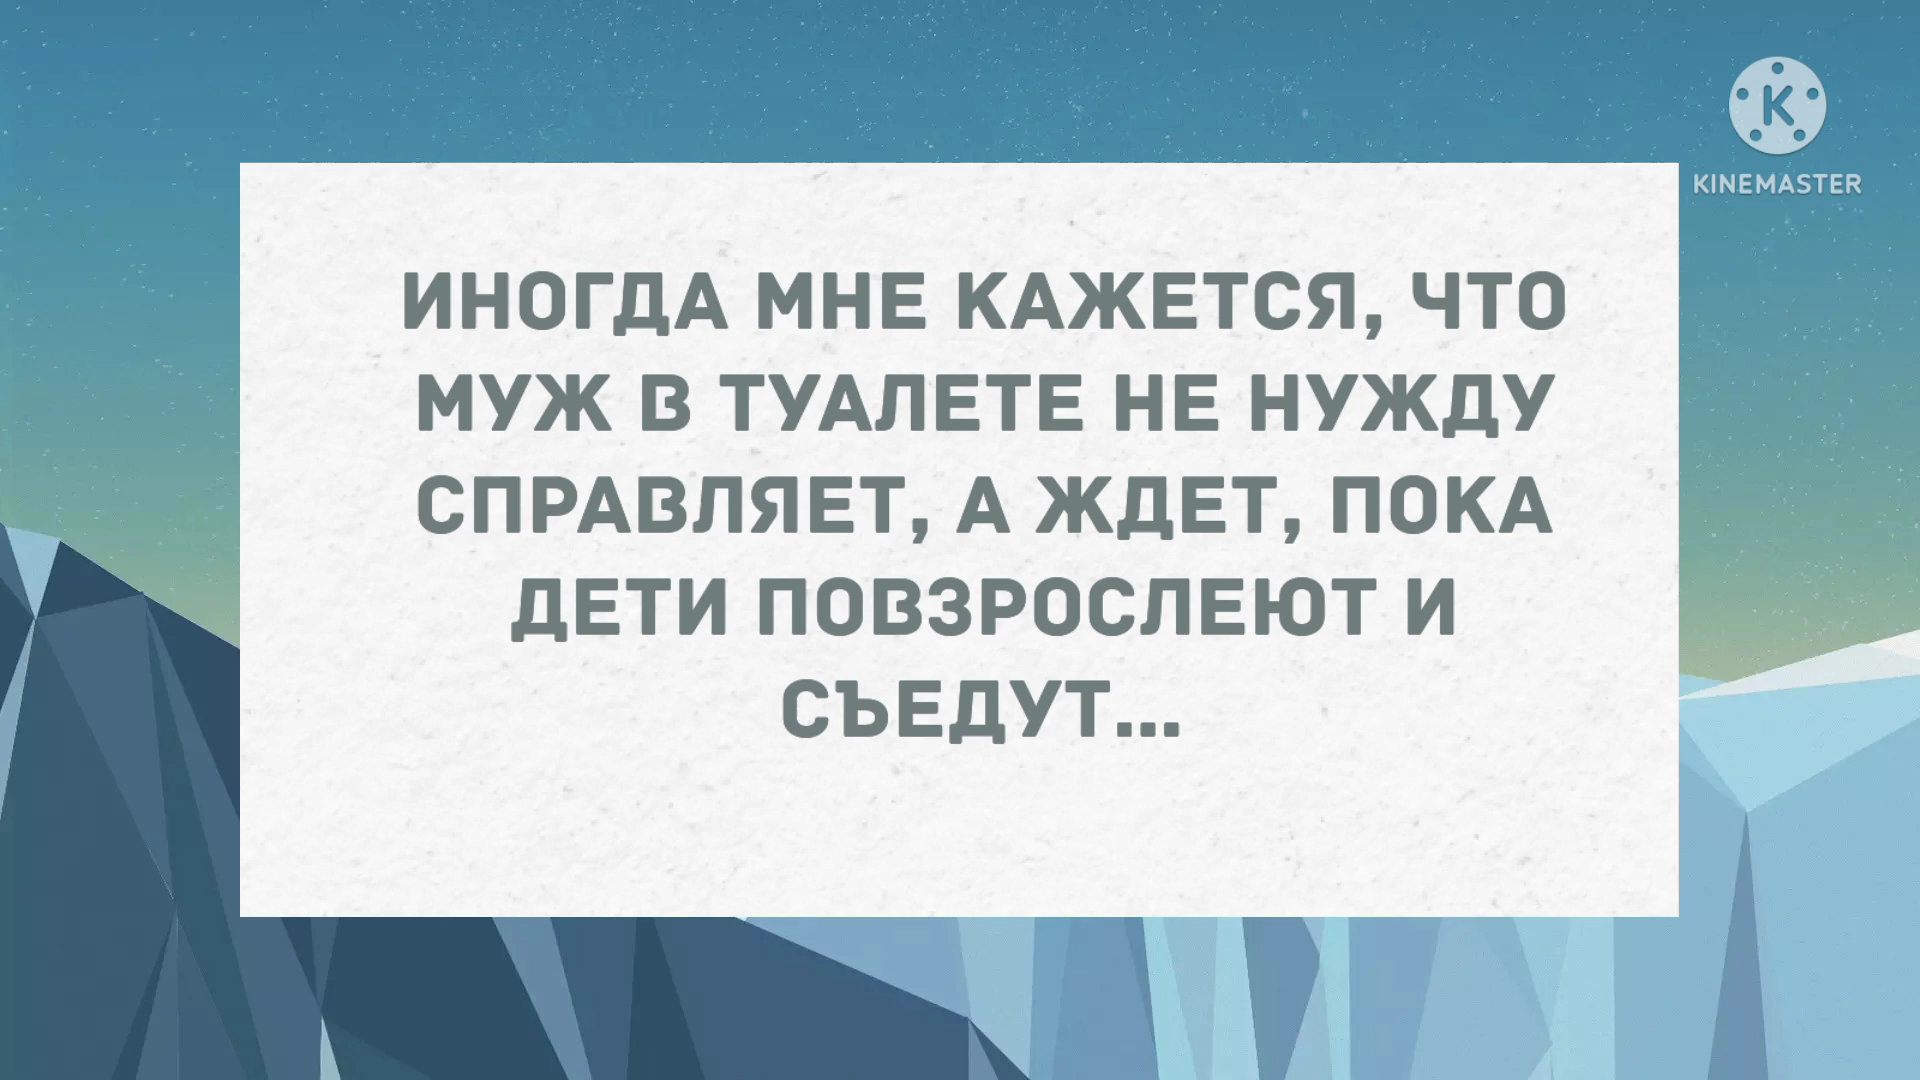 KINEMASTER
ИНОГДА МНЕ КАЖЕТСЯ, ЧТО
МУЖ В ТУАЛЕТЕ НЕ НУЖДУ
СПРАВЛЯЕТ, А ЖДЕТ, ПОКА
ДЕТИ ПОВЗРОСЛЕЮТ И
СЪЕДУТ...